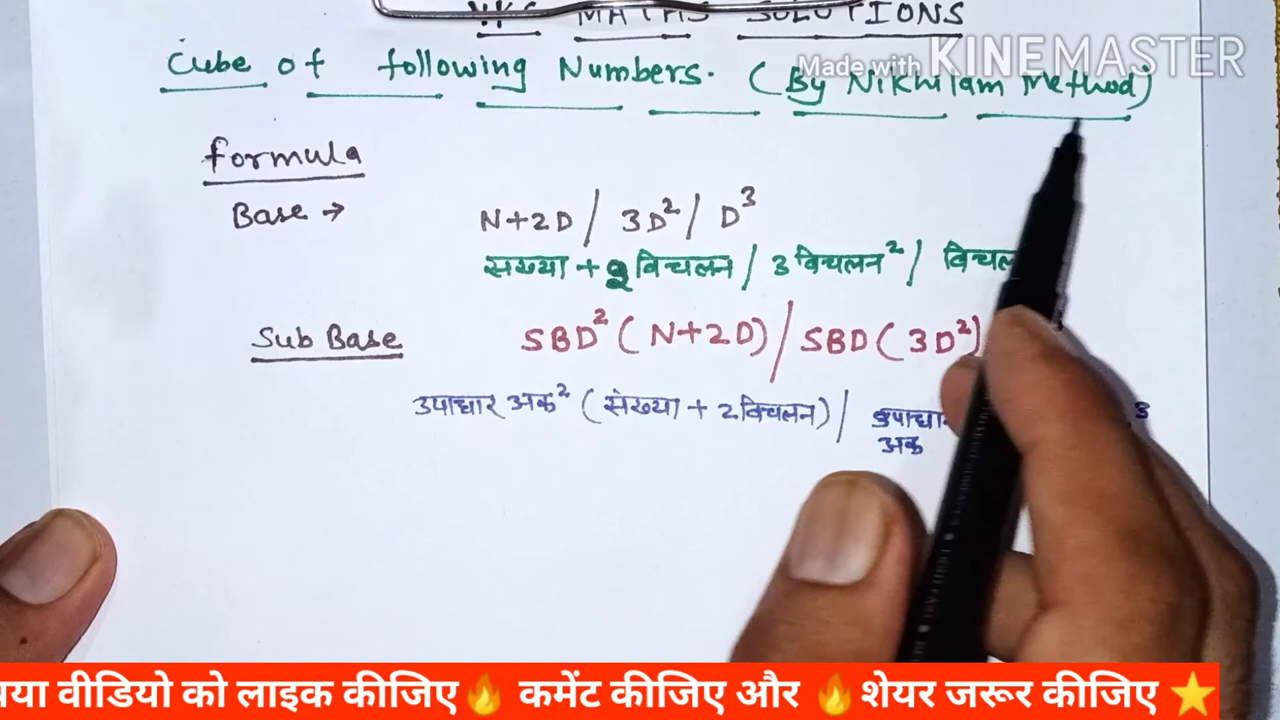 MATHS SOLUTIONS
Made with KINEMASTER
Cube of following Numbers. (By Nikhilam Method)
formula
Base → N+2D / 3D² / D³
संख्या + 2 विचलन / 3 विचलन² /
Sub Base SBD² (N+2D) / SBD (3D²)
उपाधार अंक² (संख्या + 2 विचलन) /
अंक
वीडियो को लाइक कीजिए🔥 कमेंट कीजिए और 🔥शेयर जरूर कीजिए ⭐